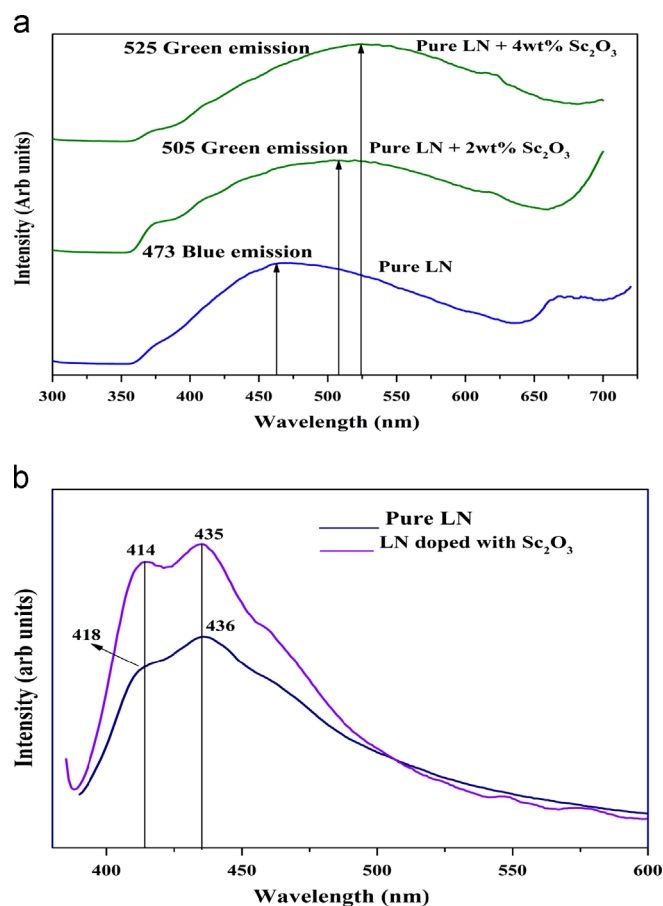 a
525 Green emission
Pure LN + 4wt% Sc₂O₃
505 Green emission
Pure LN + 2wt% Sc₂O₃
473 Blue emission
Pure LN
Intensity (Arb units)
300 350 400 450 500 550 600 650 700
Wavelength (nm)
b
Pure LN
LN doped with Sc₂O₃
414
435
418
436
Intensity (arb units)
400 450 500 550 600
Wavelength (nm)